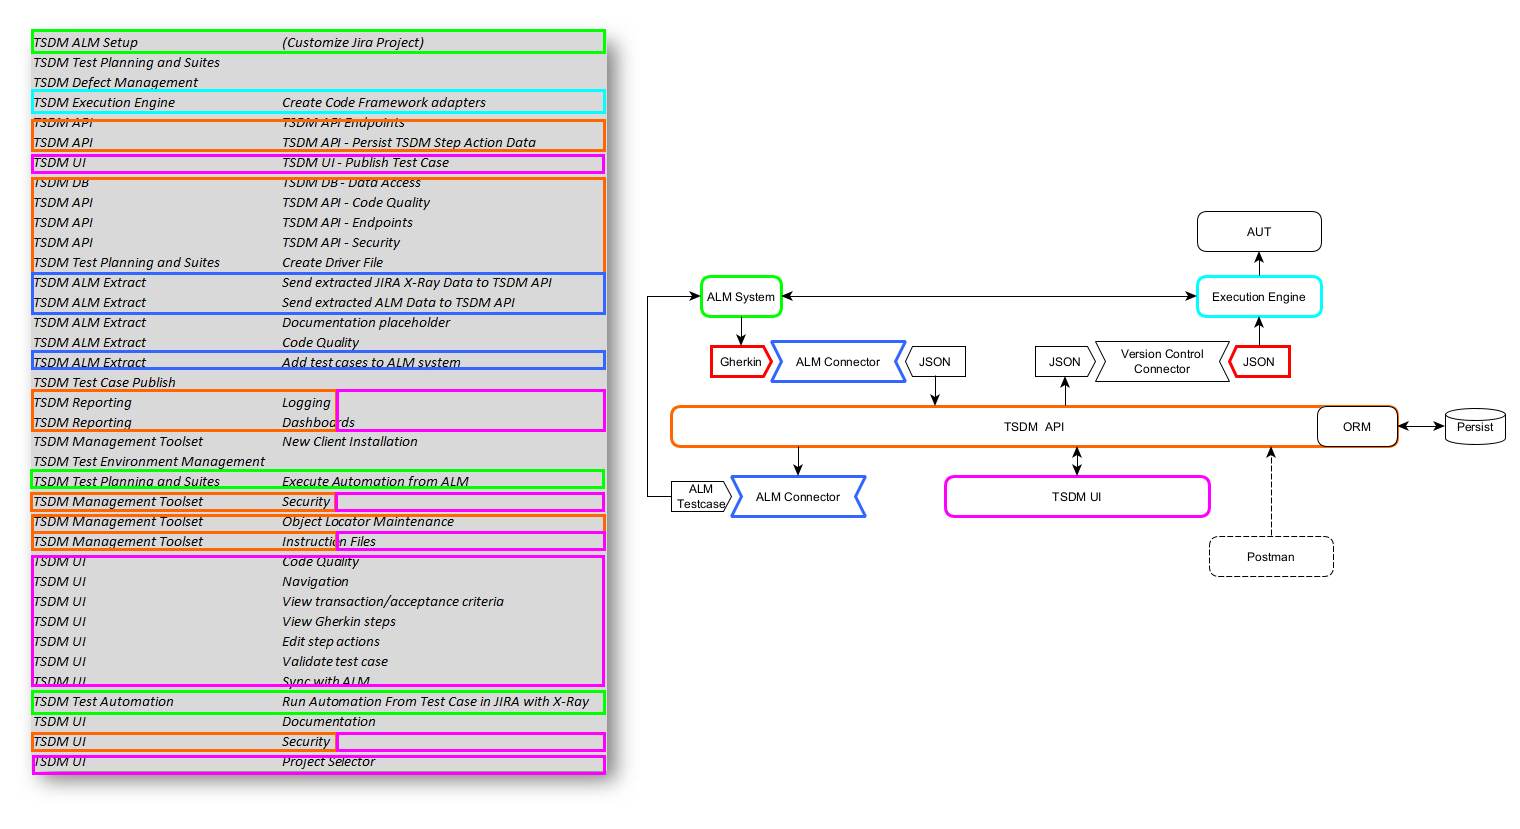 TSDM ALM Setup (Customize Jira Project)
TSDM Test Planning and Suites
TSDM Defect Management
TSDM Execution Engine Create Code Framework adapters
TSDM API TSDM API Endpoints
TSDM API TSDM API - Persist TSDM Step Action Data
TSDM UI TSDM UI - Publish Test Case
TSDM DB TSDM DB - Data Access
TSDM API TSDM API - Code Quality
TSDM API TSDM API - Endpoints
TSDM API TSDM API - Security
TSDM Test Planning and Suites Create Driver File
TSDM ALM Extract Send extracted JIRA X-Ray Data to TSDM API
TSDM ALM Extract Send extracted ALM Data to TSDM API
TSDM ALM Extract Documentation placeholder
TSDM ALM Extract Code Quality
TSDM ALM Extract Add test cases to ALM system
TSDM Test Case Publish
TSDM Reporting Logging
TSDM Reporting Dashboards
TSDM Management Toolset New Client Installation
TSDM Test Environment Management
TSDM Test Planning and Suites Execute Automation from ALM
TSDM Management Toolset Security
TSDM Management Toolset Object Locator Maintenance
TSDM Management Toolset Instruction Files
TSDM UI Code Quality
TSDM UI Navigation
TSDM UI View transaction/acceptance criteria
TSDM UI View Gherkin steps
TSDM UI Edit step actions
TSDM UI Validate test case
TSDM UI Sync with ALM
TSDM Test Automation Run Automation From Test Case in JIRA with X-Ray
TSDM UI Documentation
TSDM UI Security
TSDM UI Project Selector
AUT
ALM System
Execution Engine
Gherkin
ALM Connector
JSON
JSON
Version Control
Connector
JSON
TSDM API
ORM
Persist
ALM
Testcase
ALM Connector
TSDM UI
Postman